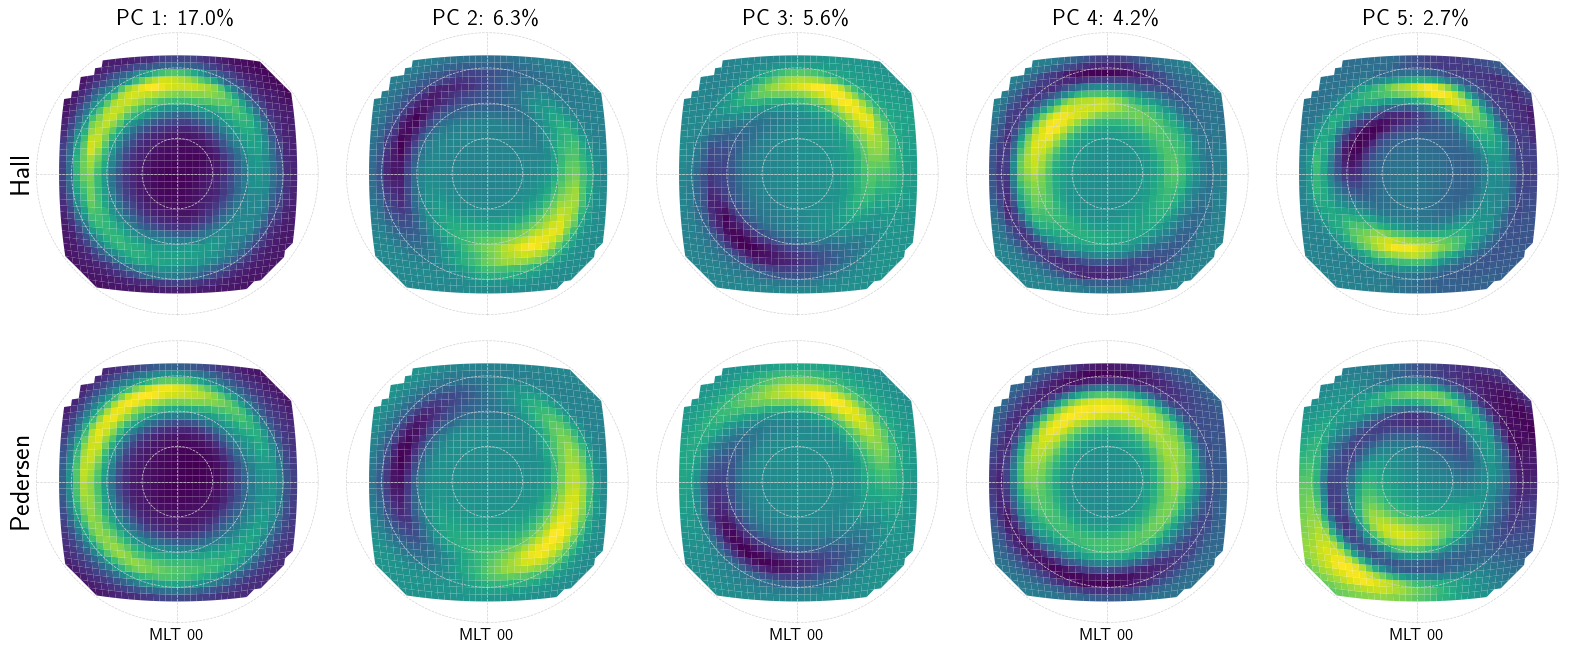 PC 1: 17.0%
PC 2: 6.3%
PC 3: 5.6%
PC 4: 4.2%
PC 5: 2.7%
Hall
Pedersen
MLT 00
MLT 00
MLT 00
MLT 00
MLT 00